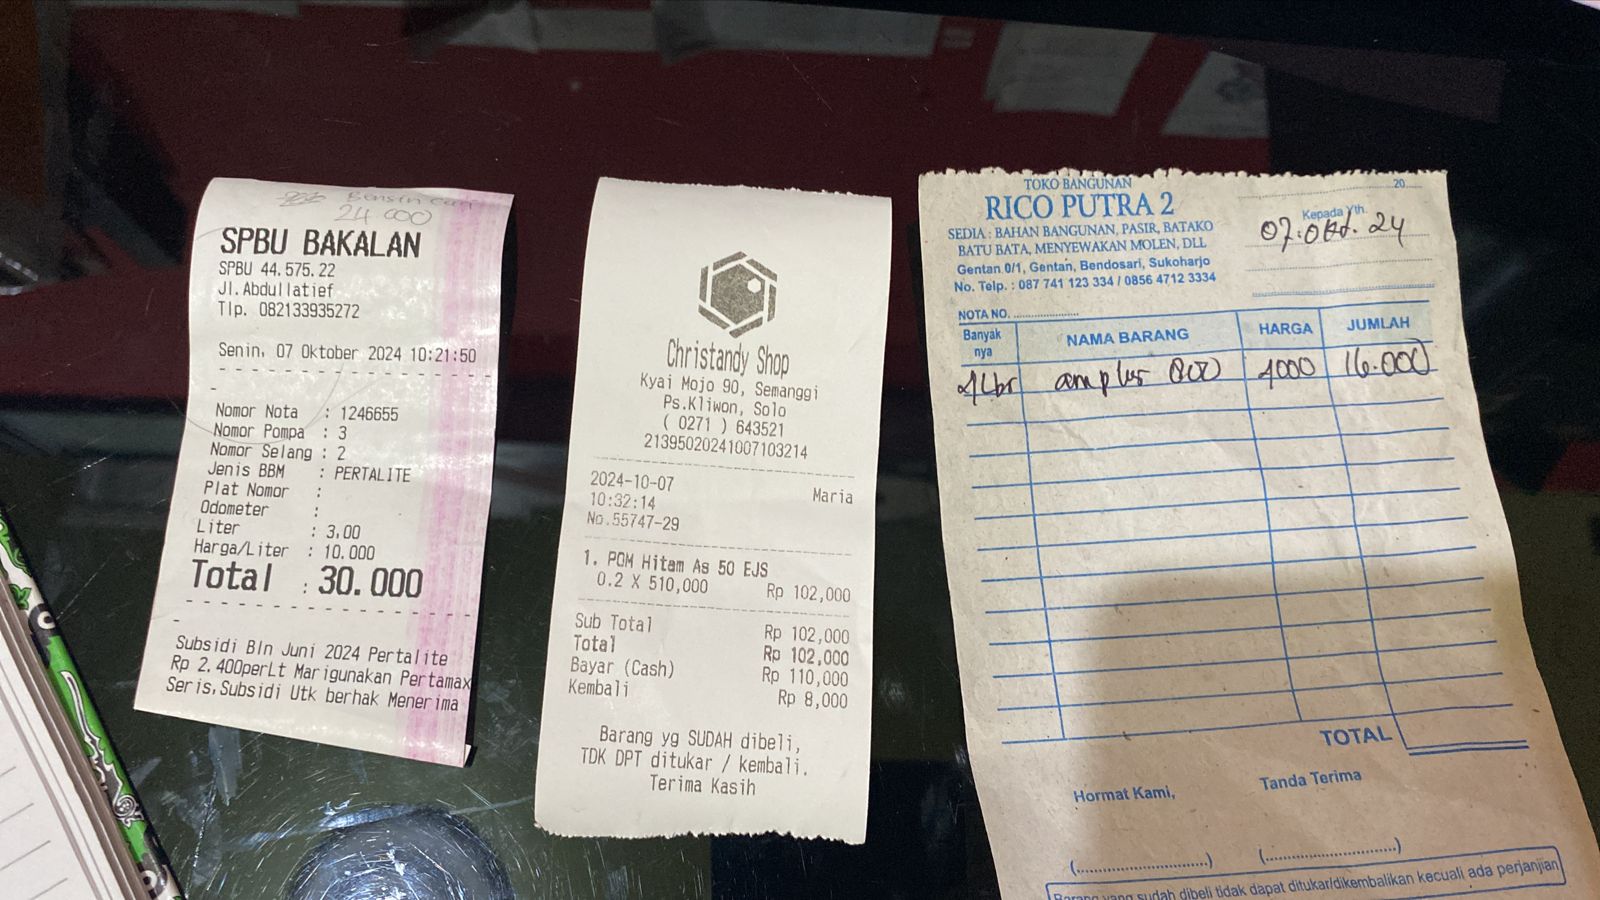 Bensin Cair
24 000
SPBU BAKALAN
SPBU 44.575.22
Jl.Abdullatief
Tlp. 082133935272
Senin, 07 Oktober 2024 10:21:50
Nomor Nota : 1246655
Nomor Pompa : 3
Nomor Selang : 2
Jenis BBM : PERTALITE
Plat Nomor :
Odometer :
Liter : 3,00
Harga/Liter : 10.000
Total : 30.000
Subsidi Bln Juni 2024 Pertalite
Rp 2.400perLt Marigunakan Pertamax
Seris,Subsidi Utk berhak Menerima
Christandy Shop
Kyai Mojo 90, Semanggi
Ps.Kliwon, Solo
( 0271 ) 643521
21395020241007103214
2024-10-07
Maria
10:32:14
No.55747-29
1. POM Hitam As 50 EJS
0.2 X 510,000 Rp 102,000
Sub Total Rp 102,000
Total Rp 102,000
Bayar (Cash) Rp 110,000
Kembali Rp 8,000
Barang yg SUDAH dibeli,
TDK DPT ditukar / kembali.
Terima Kasih
TOKO BANGUNAN
RICO PUTRA 2
SEDIA : BAHAN BANGUNAN, PASIR, BATAKO
BATU BATA, MENYEWAKAN MOLEN, DLL
Gentan 0/1, Gentan, Bendosari, Sukoharjo
No. Telp. : 087 741 123 334 / 0856 4712 3334
20
Kepada Yth.
07.Okt.24
NOTA NO.
Banyak nya NAMA BARANG HARGA JUMLAH
4 Lbr amplas 4000 16.000
TOTAL
Hormat Kami, Tanda Terima
(..............................) (..............................)
Barang yang sudah dibeli tidak dapat ditukar/dikembalikan kecuali ada perjanjian